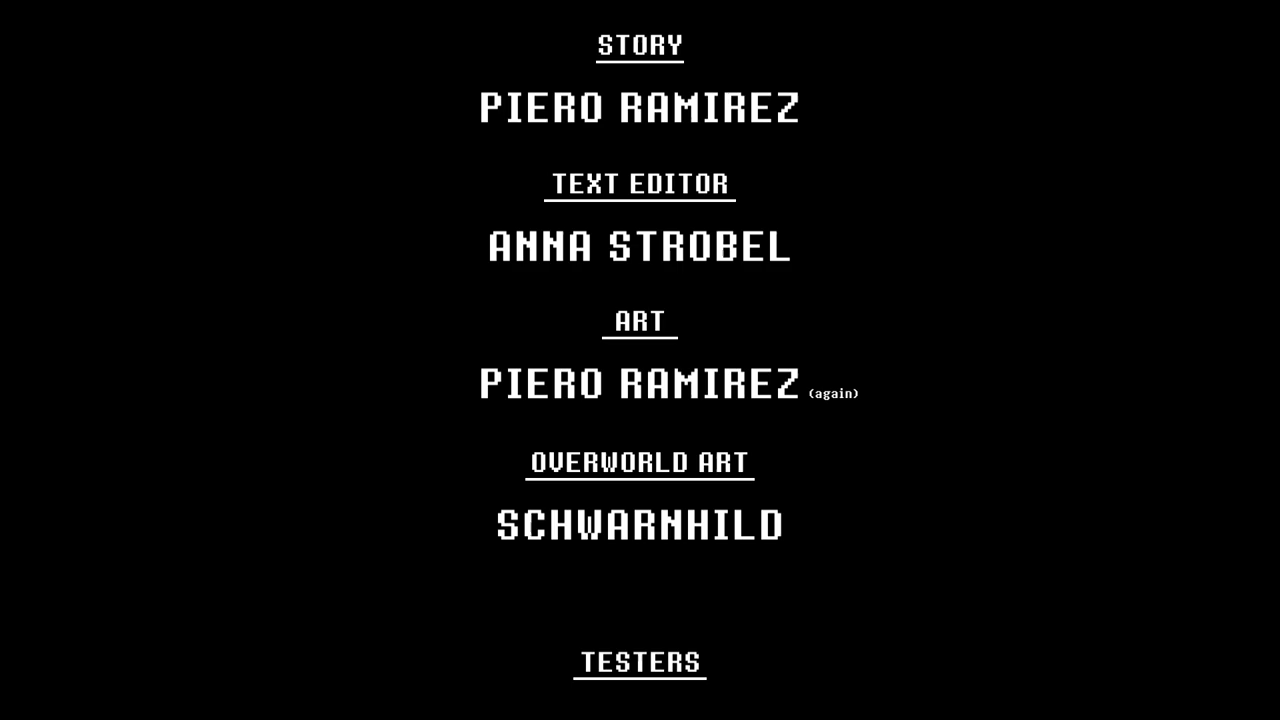 STORY
PIERO RAMIREZ
TEXT EDITOR
ANNA STROBEL
ART
PIERO RAMIREZ (again)
OVERWORLD ART
SCHWARNHILD
TESTERS